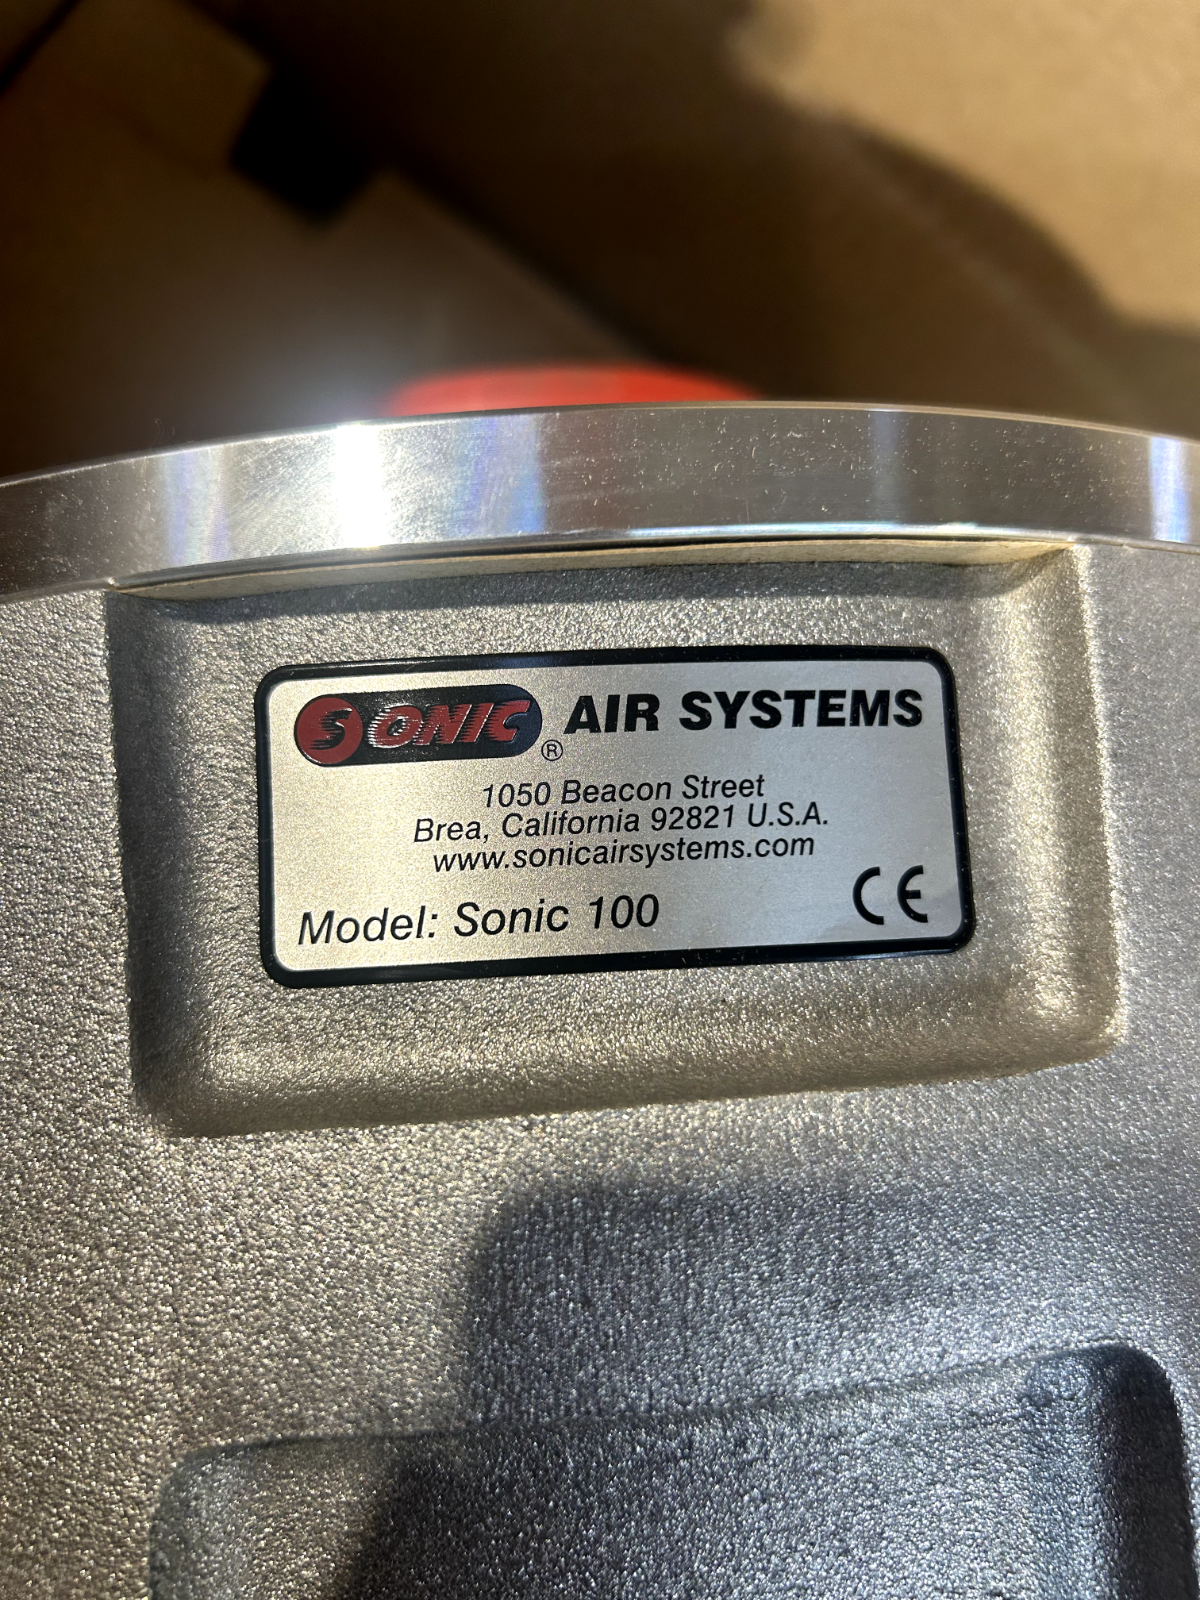 SONIC® AIR SYSTEMS
1050 Beacon Street
Brea, California 92821 U.S.A.
www.sonicairsystems.com
Model: Sonic 100 CE